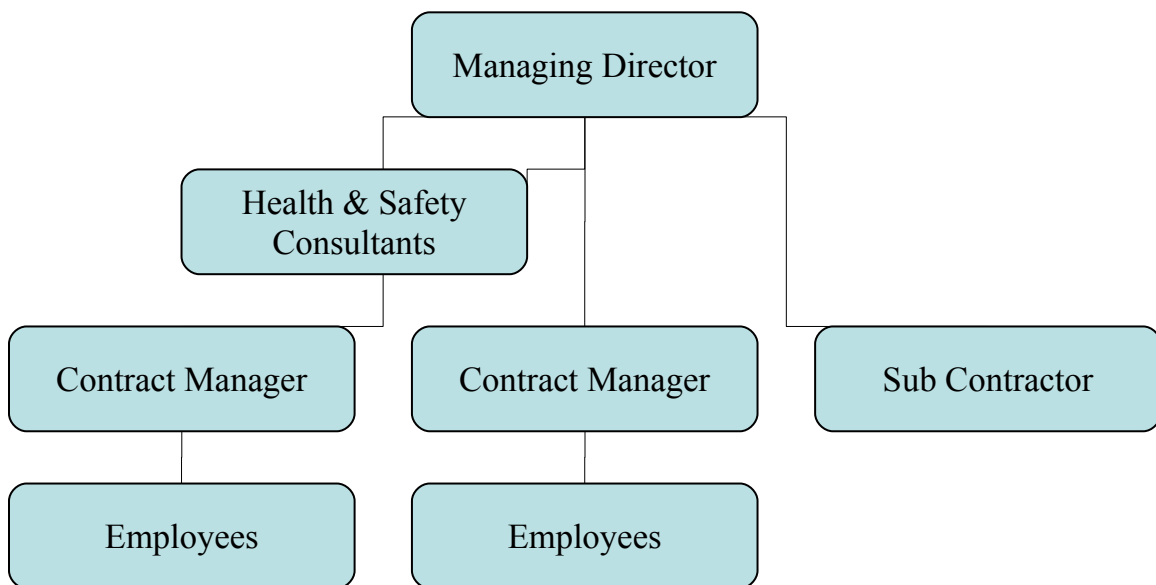 Managing Director
Health & Safety
Consultants
Contract Manager
Contract Manager
Sub Contractor
Employees
Employees